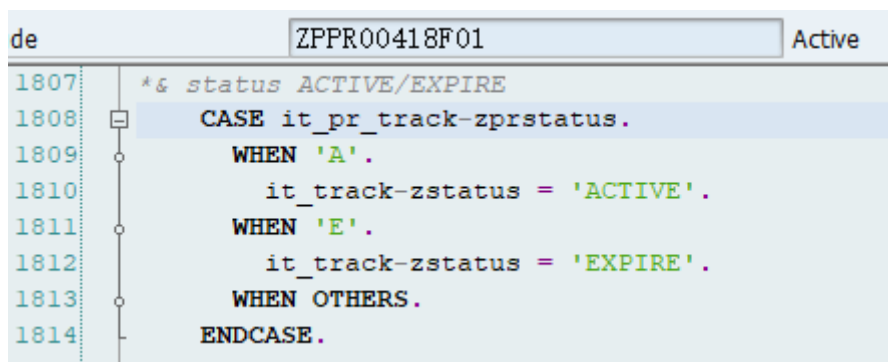 de ZPPR00418F01 Active
1807 *& status ACTIVE/EXPIRE
1808 CASE it_pr_track-zprstatus.
1809 WHEN 'A'.
1810 it_track-zstatus = 'ACTIVE'.
1811 WHEN 'E'.
1812 it_track-zstatus = 'EXPIRE'.
1813 WHEN OTHERS.
1814 ENDCASE.